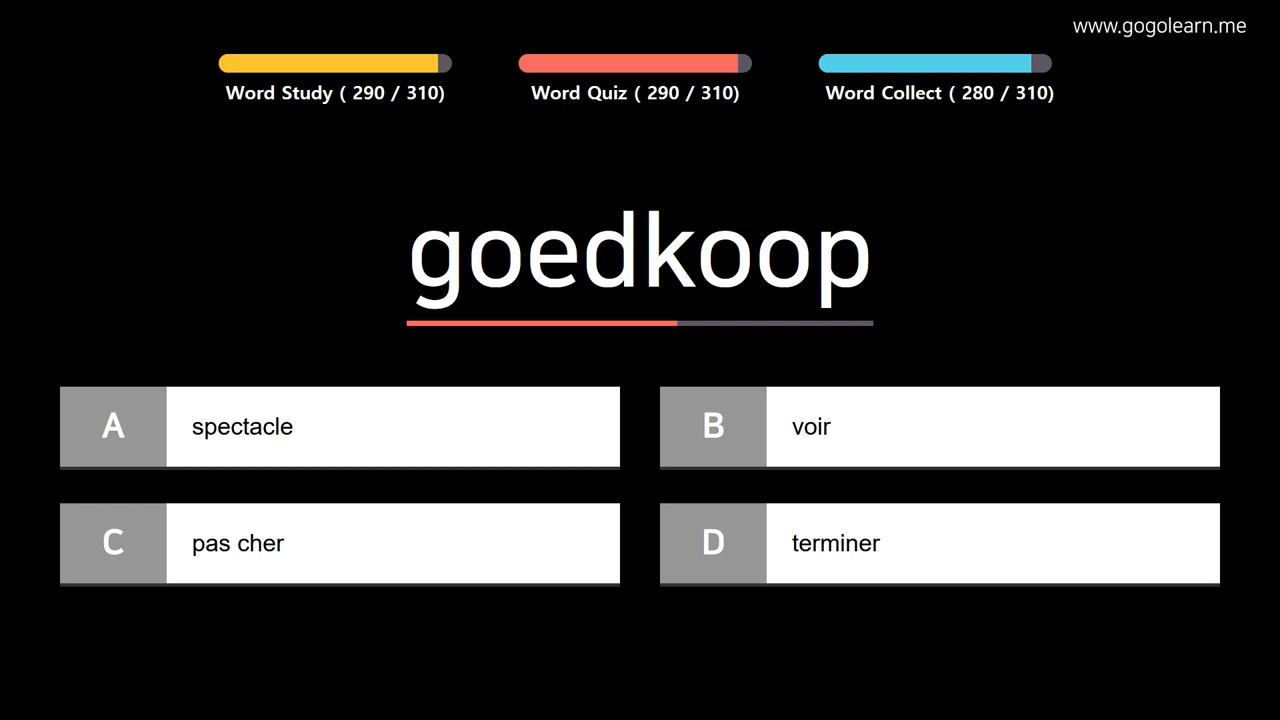 www.gogolearn.me
Word Study ( 290 / 310)
Word Quiz ( 290 / 310)
Word Collect ( 280 / 310)
goedkoop
A spectacle
B voir
C pas cher
D terminer